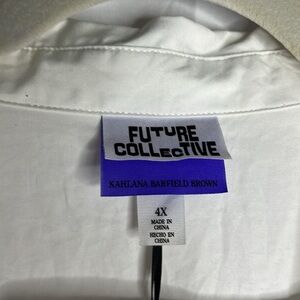 FUTURE
COLLECTIVE
KAHLANA BARFIELD BROWN
4X
MADE IN
CHINA
HECHO EN
CHINA